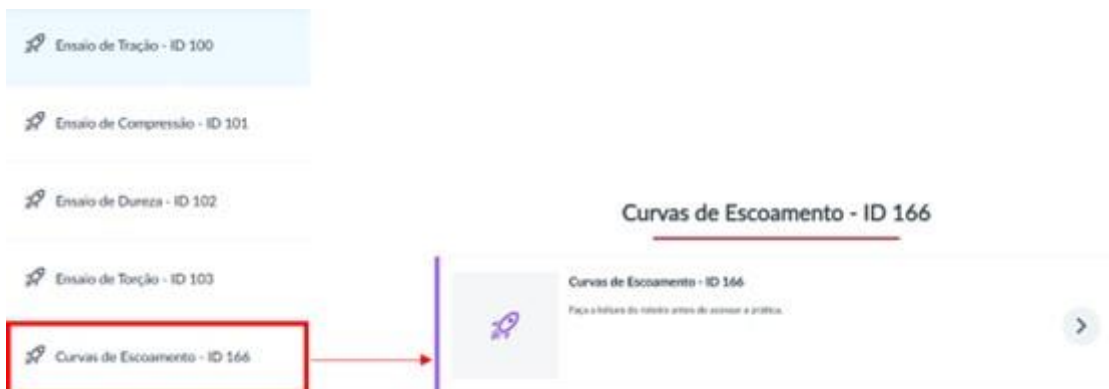 Ensaio de Tração - ID 100
Ensaio de Compressão - ID 101
Ensaio de Dureza - ID 102
Ensaio de Torção - ID 103
Curvas de Escoamento - ID 166
Curvas de Escoamento - ID 166
Curvas de Escoamento - ID 166
Faça a leitura do roteiro antes de acessar a prática.